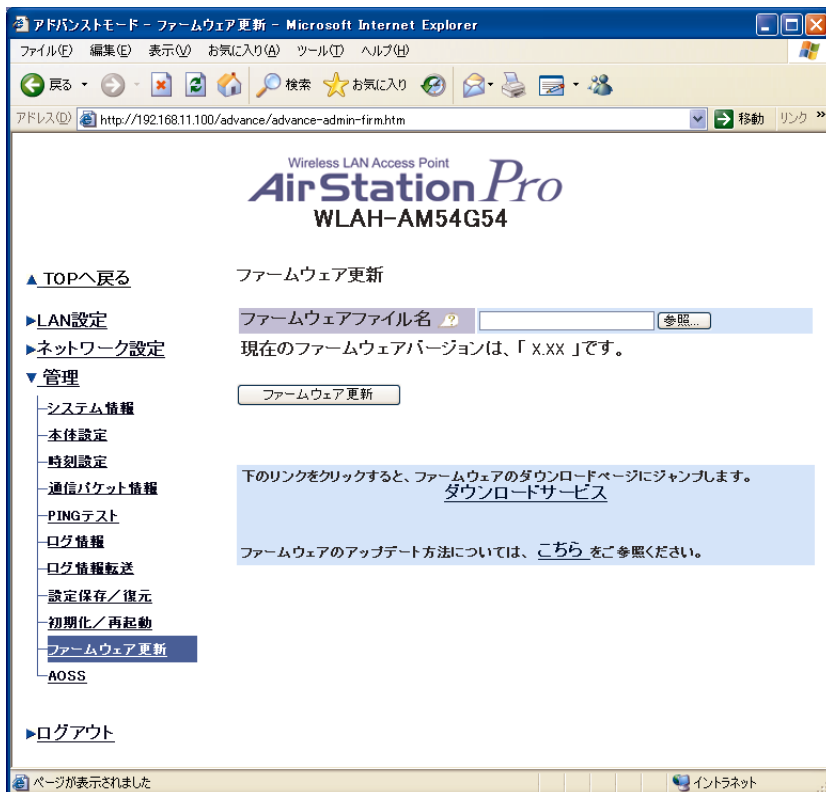 アドバンストモード - ファームウェア更新 - Microsoft Internet Explorer
ファイル(F) 編集(E) 表示(V) お気に入り(A) ツール(T) ヘルプ(H)
戻る 検索 お気に入り
アドレス(D) http://192.168.11.100/advance/advance-admin-firm.htm 移動 リンク »
Wireless LAN Access Point
AirStation Pro
WLAH-AM54G54
▲ TOPへ戻る
ファームウェア更新
▶LAN設定
ファームウェアファイル名 ? 参照...
▶ネットワーク設定
現在のファームウェアバージョンは、「 X.XX 」です。
▼管理
ファームウェア更新
システム情報
本体設定
時刻設定
通信パケット情報
PINGテスト
ログ情報
ログ情報転送
設定保存/復元
初期化/再起動
ファームウェア更新
AOSS
下のリンクをクリックすると、ファームウェアのダウンロードページにジャンプします。
ダウンロードサービス
ファームウェアのアップデート方法については、こちら をご参照ください。
▶ログアウト
ページが表示されました イントラネット